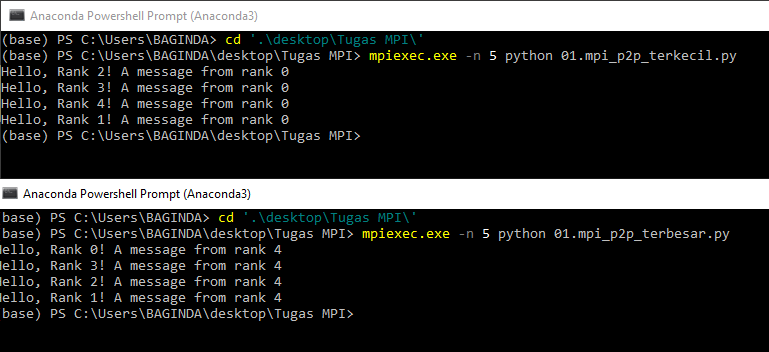 Anaconda Powershell Prompt (Anaconda3)
(base) PS C:\Users\BAGINDA> cd '.\desktop\Tugas MPI\'
(base) PS C:\Users\BAGINDA\desktop\Tugas MPI> mpiexec.exe -n 5 python 01.mpi_p2p_terkecil.py
Hello, Rank 2! A message from rank 0
Hello, Rank 3! A message from rank 0
Hello, Rank 4! A message from rank 0
Hello, Rank 1! A message from rank 0
(base) PS C:\Users\BAGINDA\desktop\Tugas MPI>
Anaconda Powershell Prompt (Anaconda3)
base) PS C:\Users\BAGINDA> cd '.\desktop\Tugas MPI\'
base) PS C:\Users\BAGINDA\desktop\Tugas MPI> mpiexec.exe -n 5 python 01.mpi_p2p_terbesar.py
ello, Rank 0! A message from rank 4
ello, Rank 3! A message from rank 4
ello, Rank 2! A message from rank 4
ello, Rank 1! A message from rank 4
base) PS C:\Users\BAGINDA\desktop\Tugas MPI>